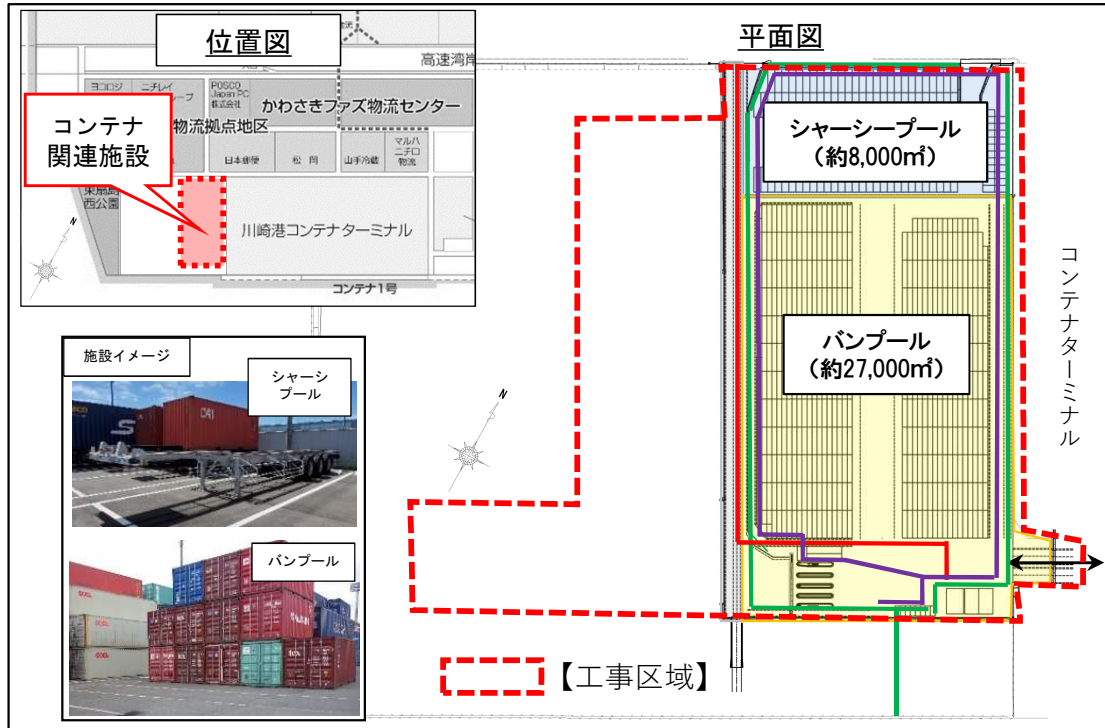 位置図
高速湾岸
ヨコレジ
ニチレイ
ループ
POSCO
Japan PC
株式会社
かわさきファズ物流センター
物流拠点地区
コンテナ
関連施設
日本郵便
松岡
山手冷蔵
マルハ
ニチロ
物流
東扇島
西公園
川崎港コンテナターミナル
コンテナ1号
N
施設イメージ
シャーシ
プール
CAI
バンプール
平面図
シャーシープール
(約8,000㎡)
バンプール
(約27,000㎡)
コンテナターミナル
N
【工事区域】